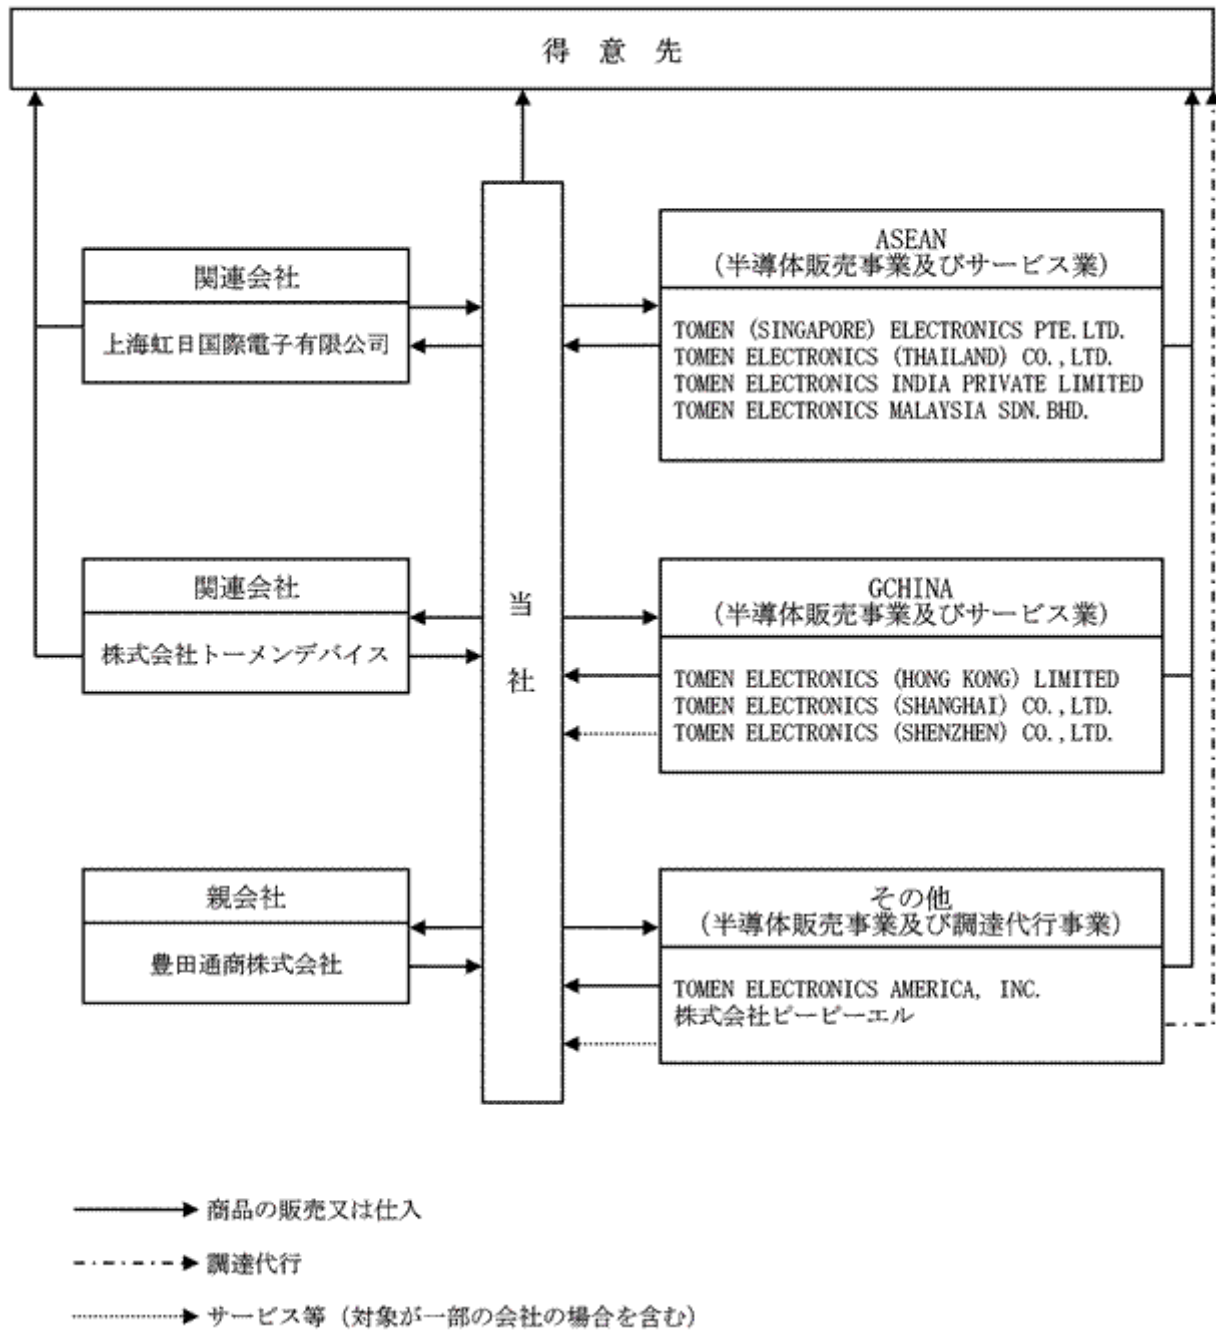 得 意 先
関連会社
上海虹日国際電子有限公司
関連会社
株式会社トーメンデバイス
親会社
豊田通商株式会社
当
社
ASEAN
(半導体販売事業及びサービス業)
TOMEN (SINGAPORE) ELECTRONICS PTE.LTD.
TOMEN ELECTRONICS (THAILAND) CO.,LTD.
TOMEN ELECTRONICS INDIA PRIVATE LIMITED
TOMEN ELECTRONICS MALAYSIA SDN.BHD.
GCHINA
(半導体販売事業及びサービス業)
TOMEN ELECTRONICS (HONG KONG) LIMITED
TOMEN ELECTRONICS (SHANGHAI) CO.,LTD.
TOMEN ELECTRONICS (SHENZHEN) CO.,LTD.
その他
(半導体販売事業及び調達代行事業)
TOMEN ELECTRONICS AMERICA, INC.
株式会社ピーピーエル
商品の販売又は仕入
調達代行
サービス等 (対象が一部の会社の場合を含む)